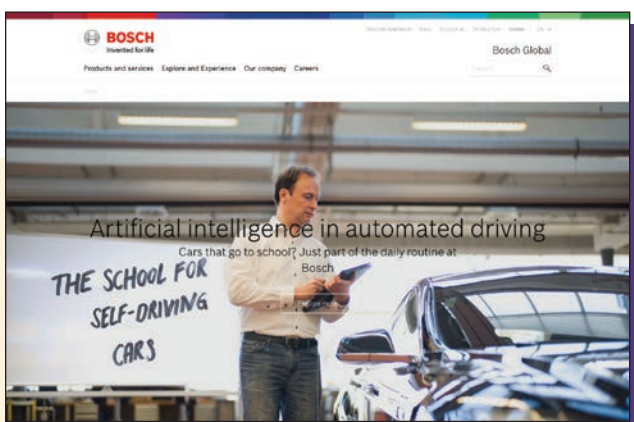 BOSCH
Invented for life
Bosch Global
Products and services Explore and Experience Our company Careers
Artificial intelligence in automated driving
Cars that go to school? Just part of the daily routine at
Bosch
THE SCHOOL FOR
SELF-DRIVING
CARS